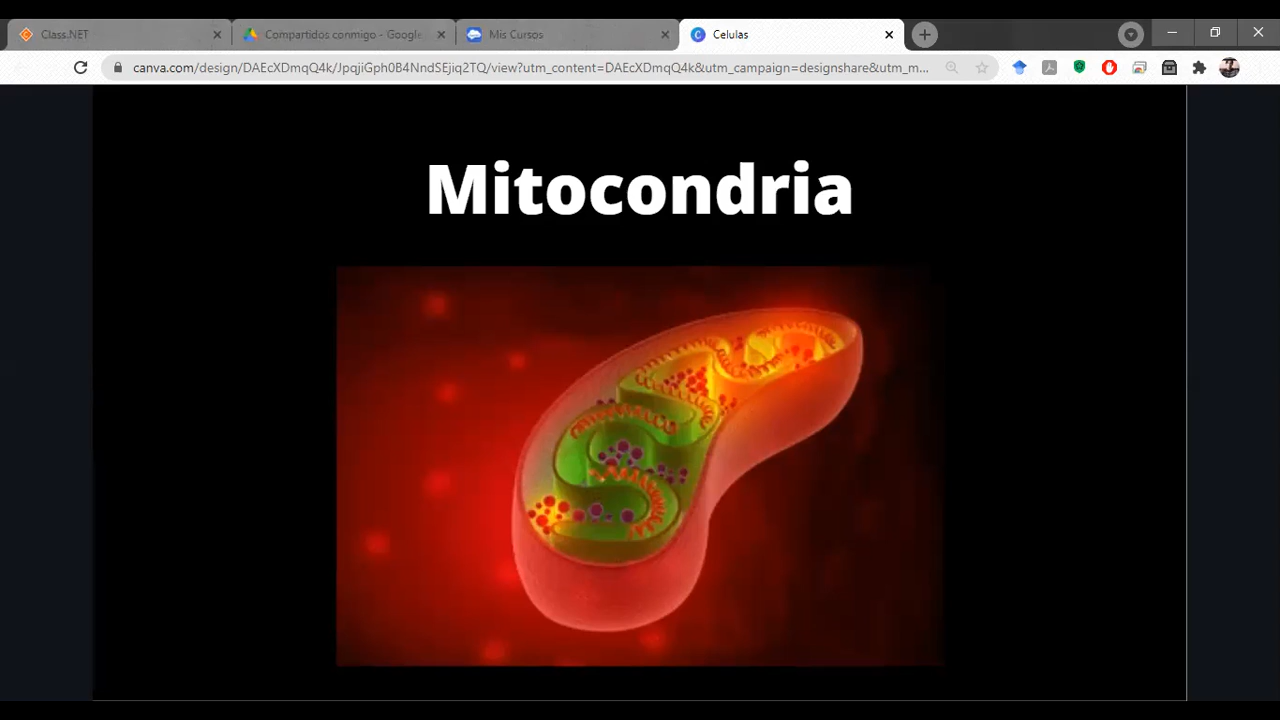 Class.NET
Compartidos conmigo - Google
Mis Cursos
Celulas
canva.com/design/DAEcXDmqQ4k/JpqjiGph0B4NndSEjiq2TQ/view?utm_content=DAEcXDmqQ4k&utm_campaign=designshare&utm_m...
Mitocondria